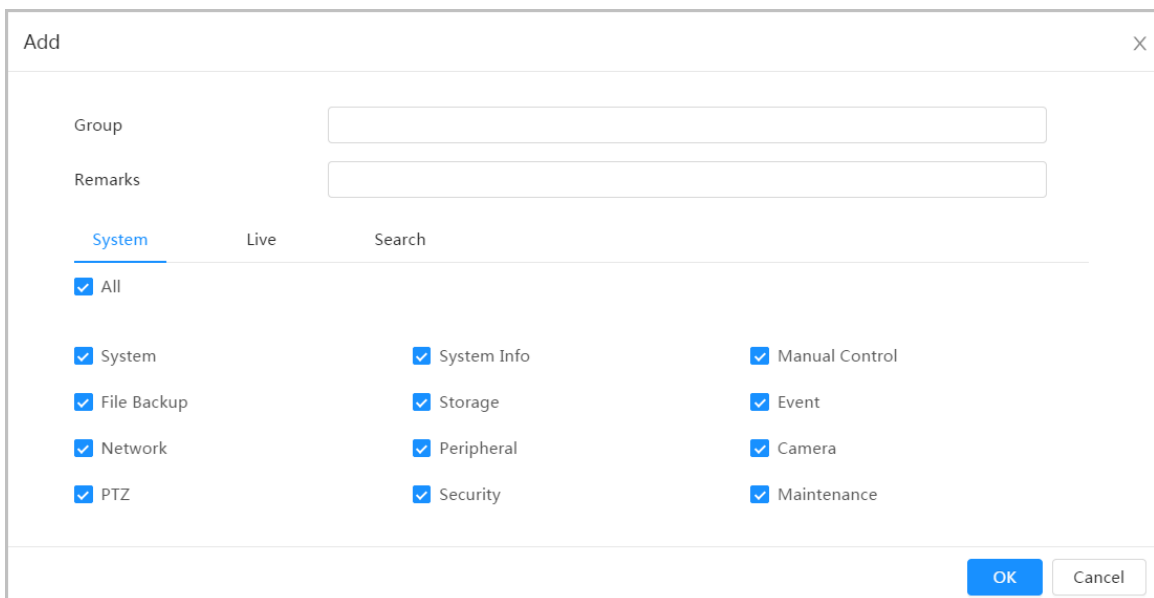 Add
X
Group
Remarks
System Live Search
All
System System Info Manual Control
File Backup Storage Event
Network Peripheral Camera
PTZ Security Maintenance
OK Cancel